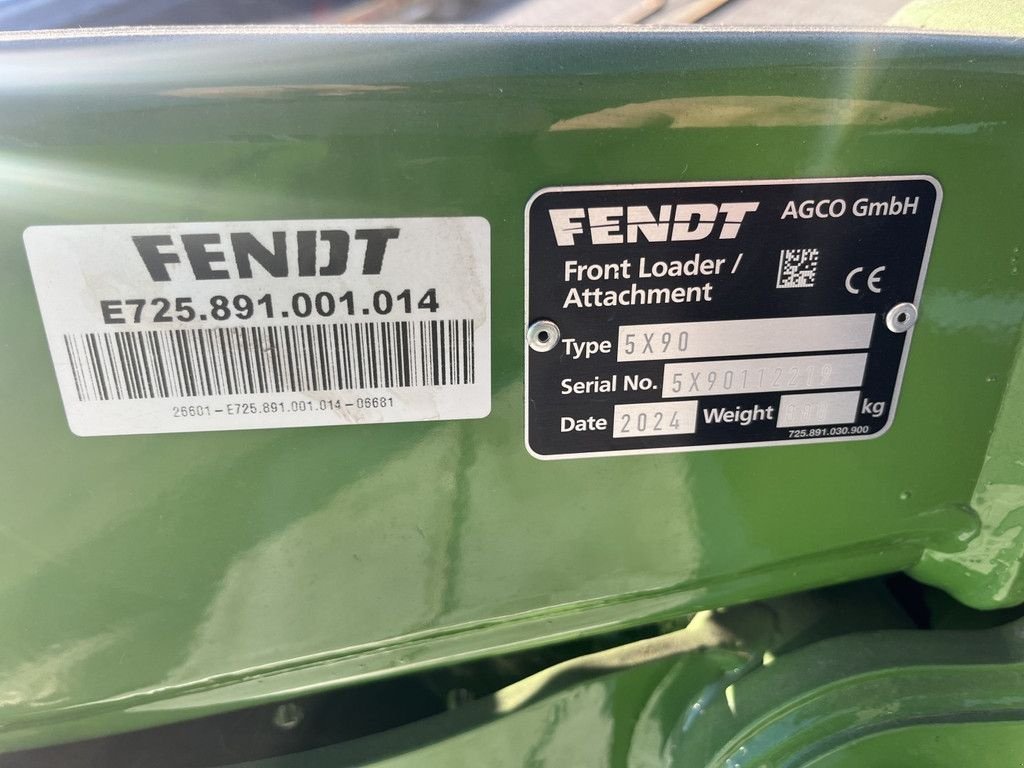 FENDT
E725.891.001.014
26601-E725.891.001.014-06681
FENDT AGCO GmbH
Front Loader /
Attachment
CE
Type 5X90
Serial No. 5X90112219
Date 2024 Weight kg
725.891.030.900